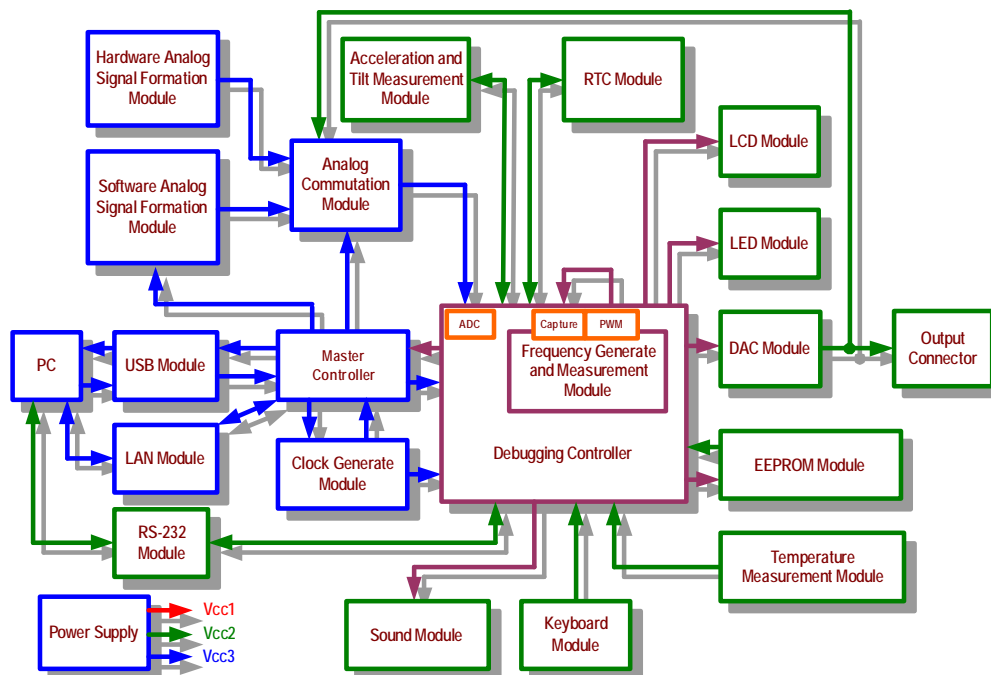 Hardware Analog
Signal Formation
Module
Acceleration and
Tilt Measurement
Module
RTC Module
LCD Module
Analog
Commutation
Module
Software Analog
Signal Formation
Module
LED Module
ADC
Capture
PWM
Frequency Generate
and Measurement
Module
DAC Module
Output
Connector
PC
USB Module
Master
Controller
LAN Module
Clock Generate
Module
Debugging Controller
EEPROM Module
RS-232
Module
Temperature
Measurement Module
Power Supply
Vcc1
Vcc2
Vcc3
Sound Module
Keyboard
Module